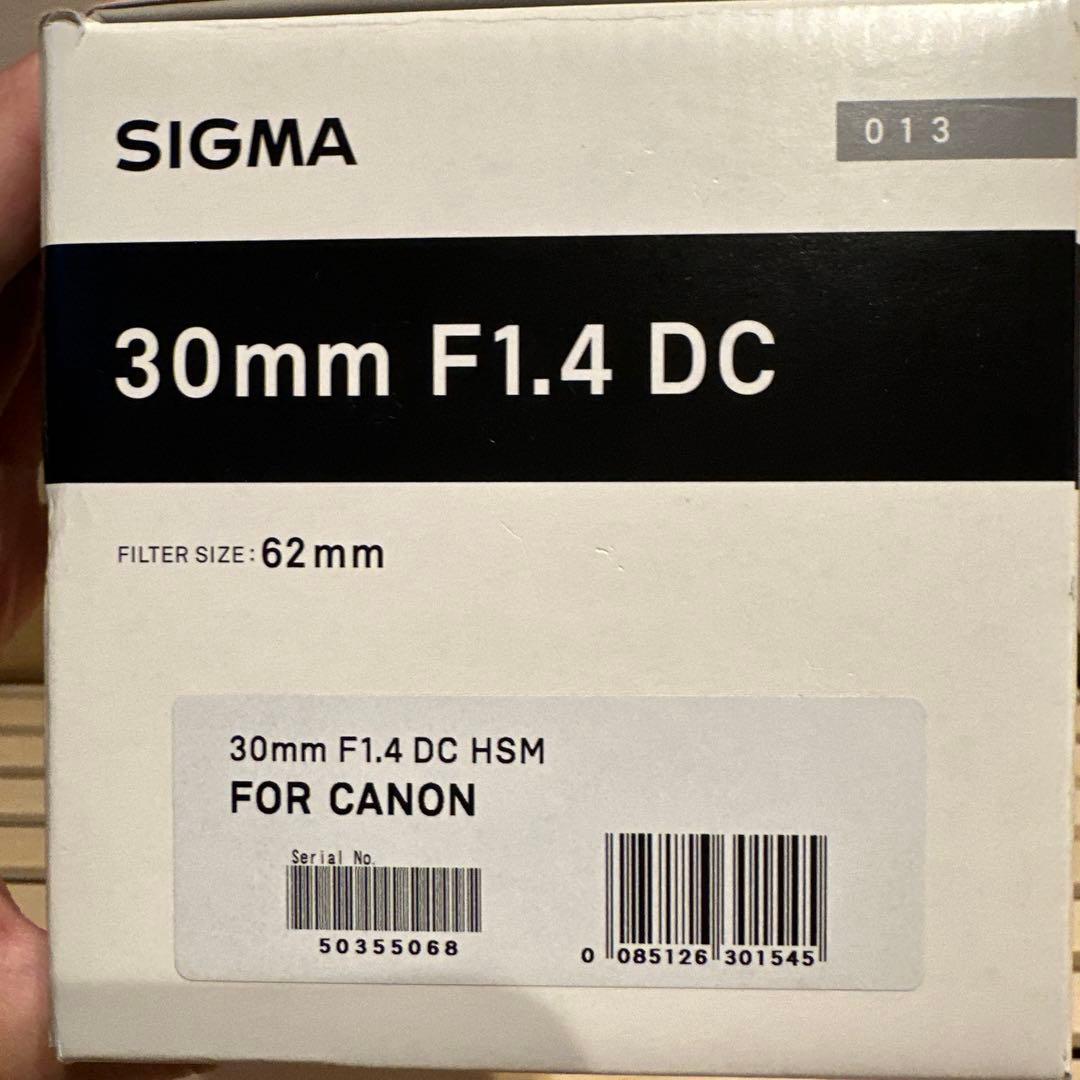 SIGMA
013
30mm F1.4 DC
FILTER SIZE: 62mm
30mm F1.4 DC HSM
FOR CANON
Serial No.
50355068
0 085126 301545